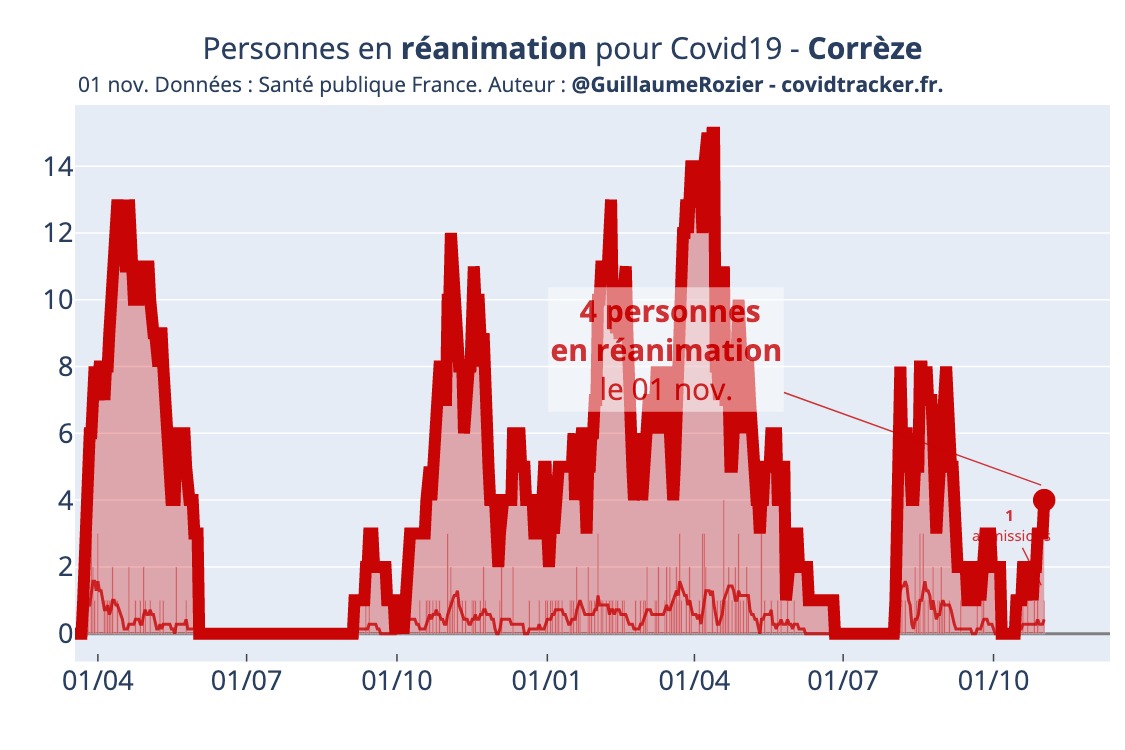 Personnes en réanimation pour Covid19 - Corrèze
01 nov. Données : Santé publique France. Auteur : @GuillaumeRozier - covidtracker.fr.
14
12
10
8
6
4
2
0
4 personnes
en réanimation
le 01 nov.
1
admissions
01/04
01/07
01/10
01/01
01/04
01/07
01/10